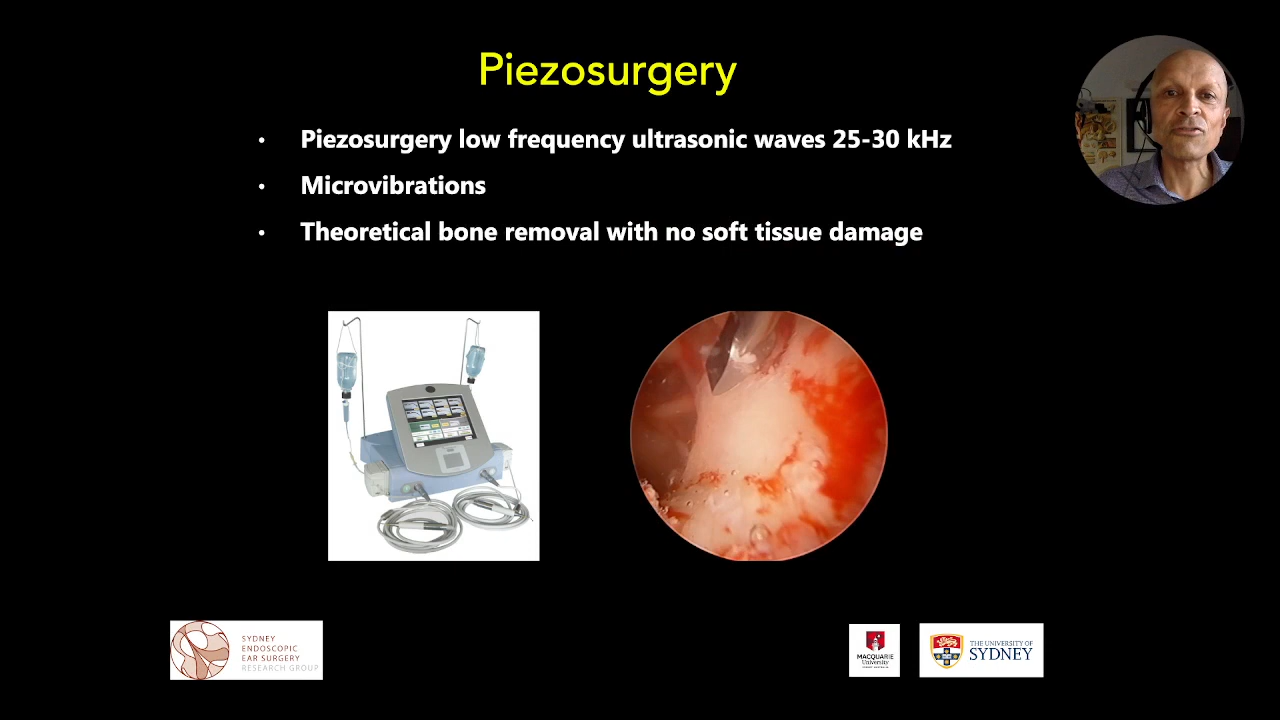 Piezosurgery
• Piezosurgery low frequency ultrasonic waves 25-30 kHz
• Microvibrations
• Theoretical bone removal with no soft tissue damage
SYDNEY
ENDOSCOPIC
EAR SURGERY
RESEARCH GROUP
MACQUARIE
University
THE UNIVERSITY OF
SYDNEY